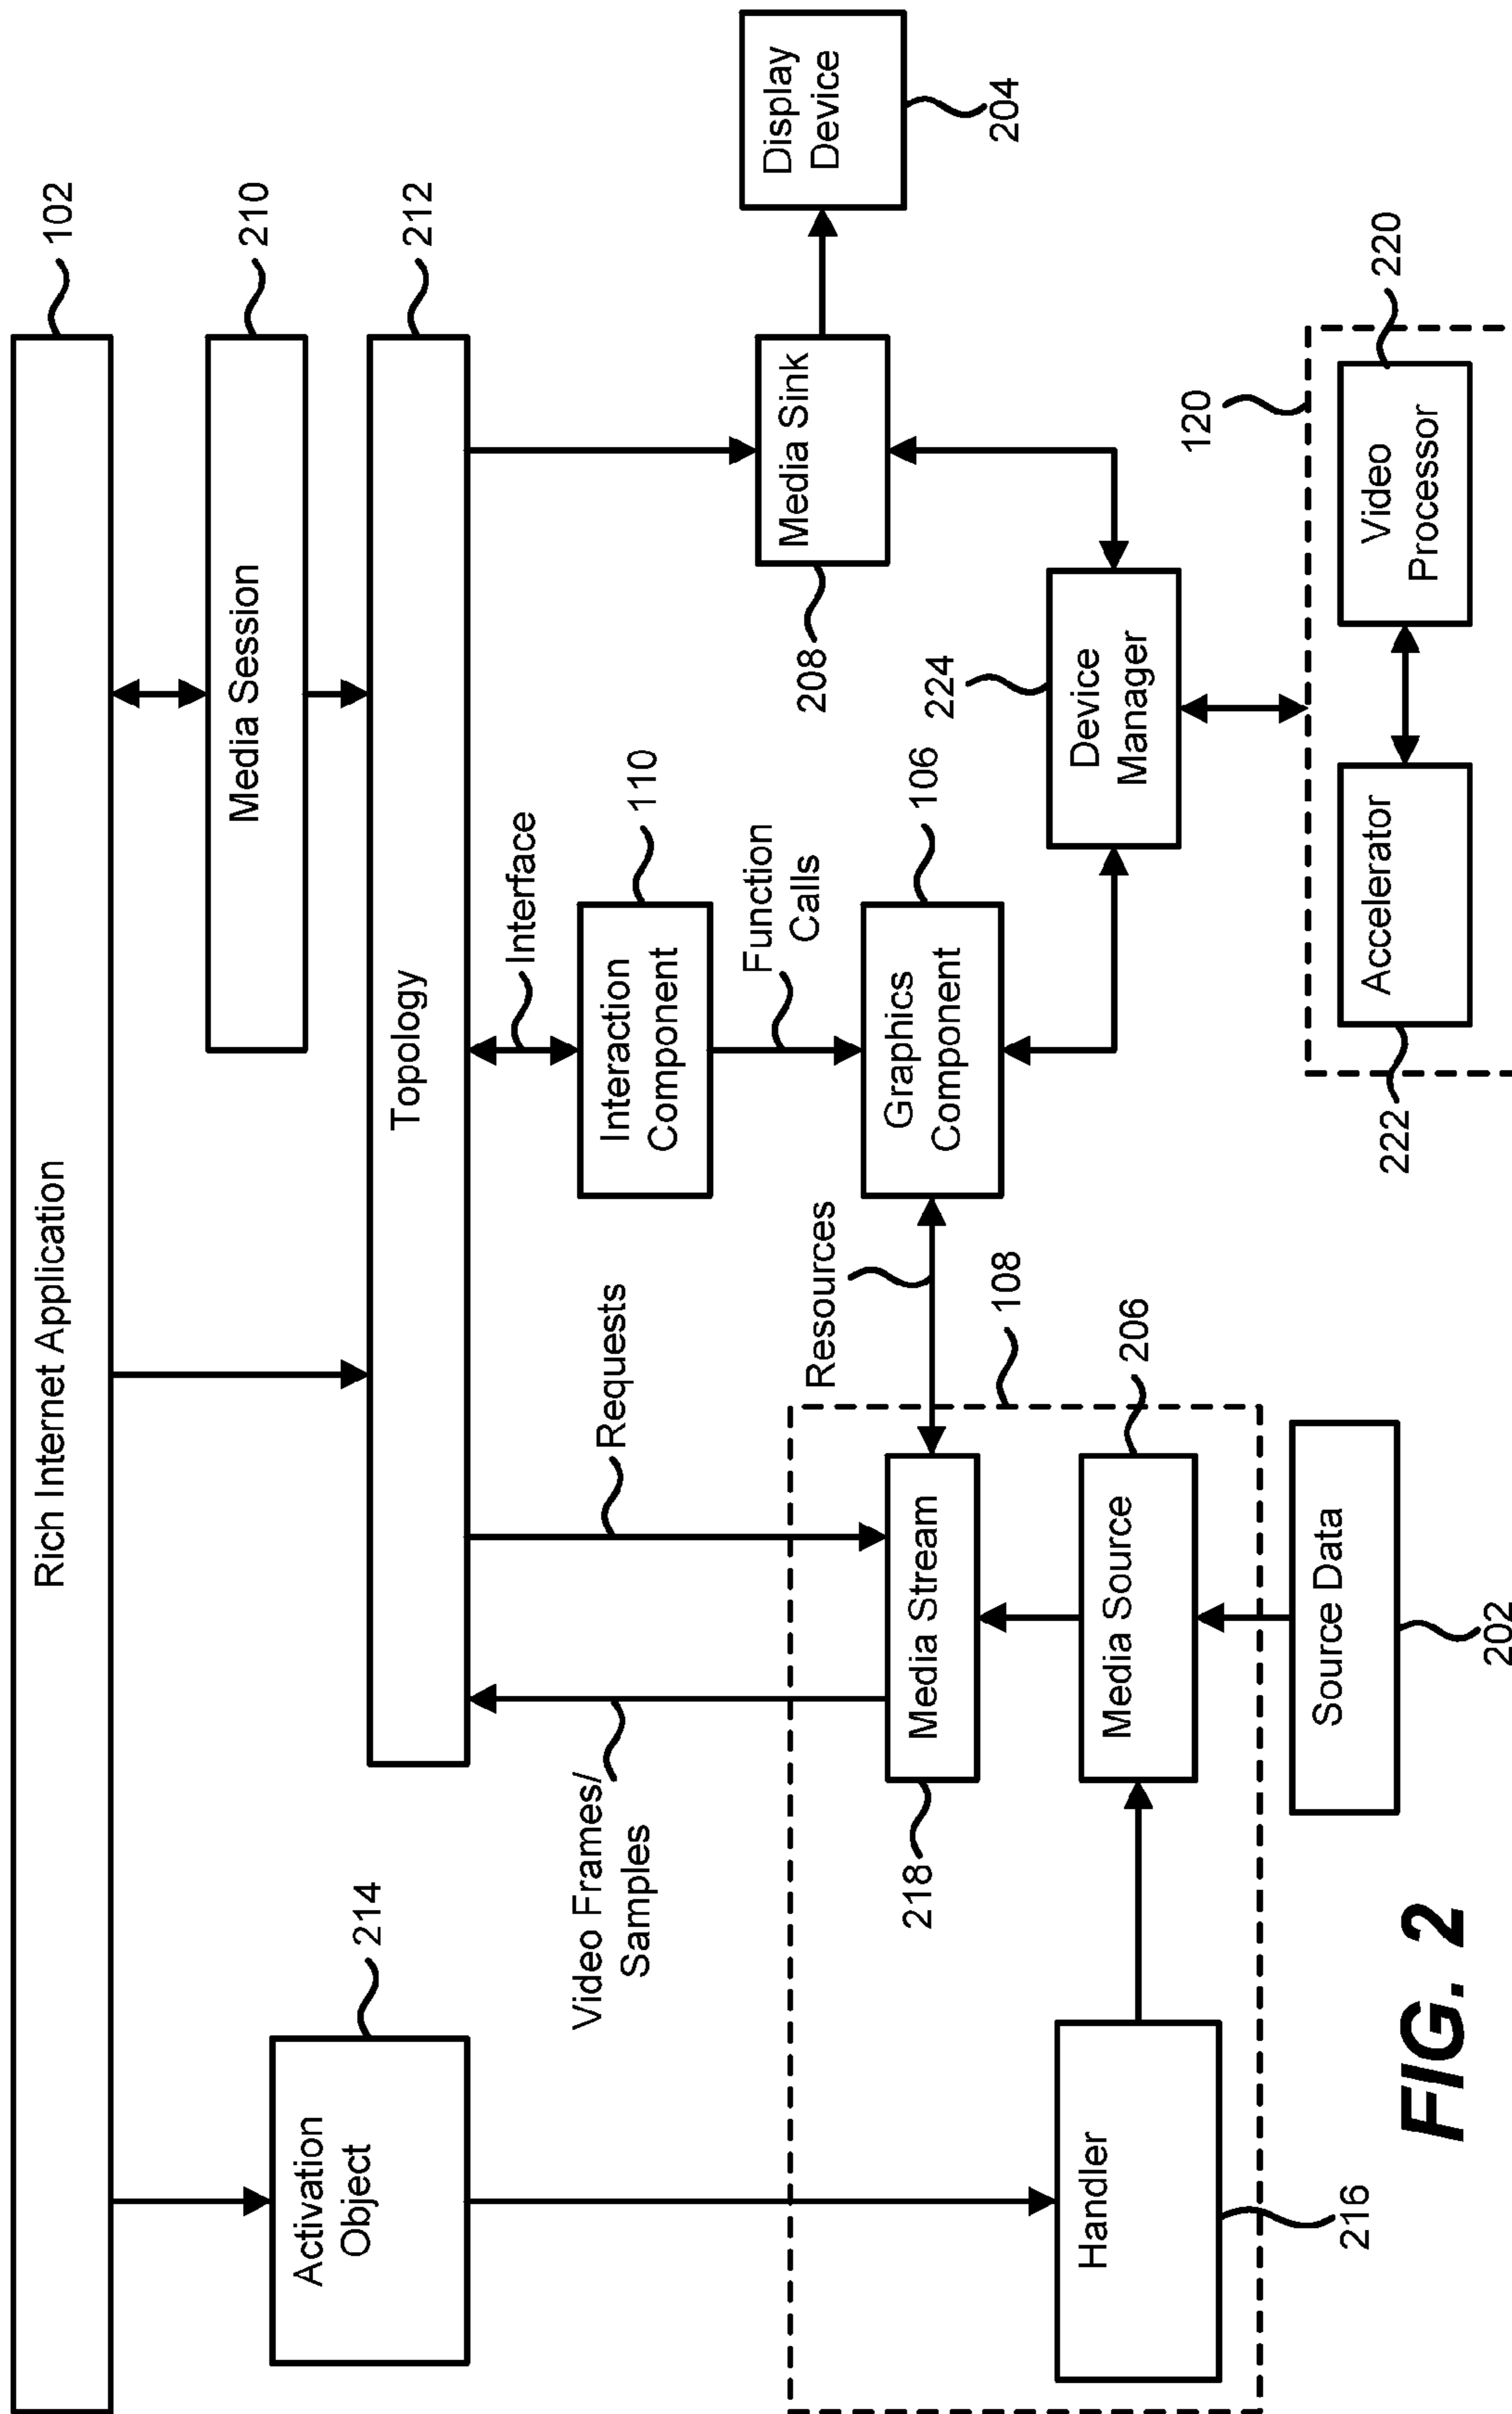 Rich Internet Application
102
Media Session
210
Topology
212
Activation
Object
214
Video Frames/
Samples
Requests
Interface
Interaction
Component
110
Function
Calls
Graphics
Component
106
Resources
Media Sink
208
Display
Device
204
Device
Manager
224
108
Media Stream
218
Media Source
206
Handler
216
Source Data
202
120
Accelerator
222
Video
Processor
220
FIG. 2